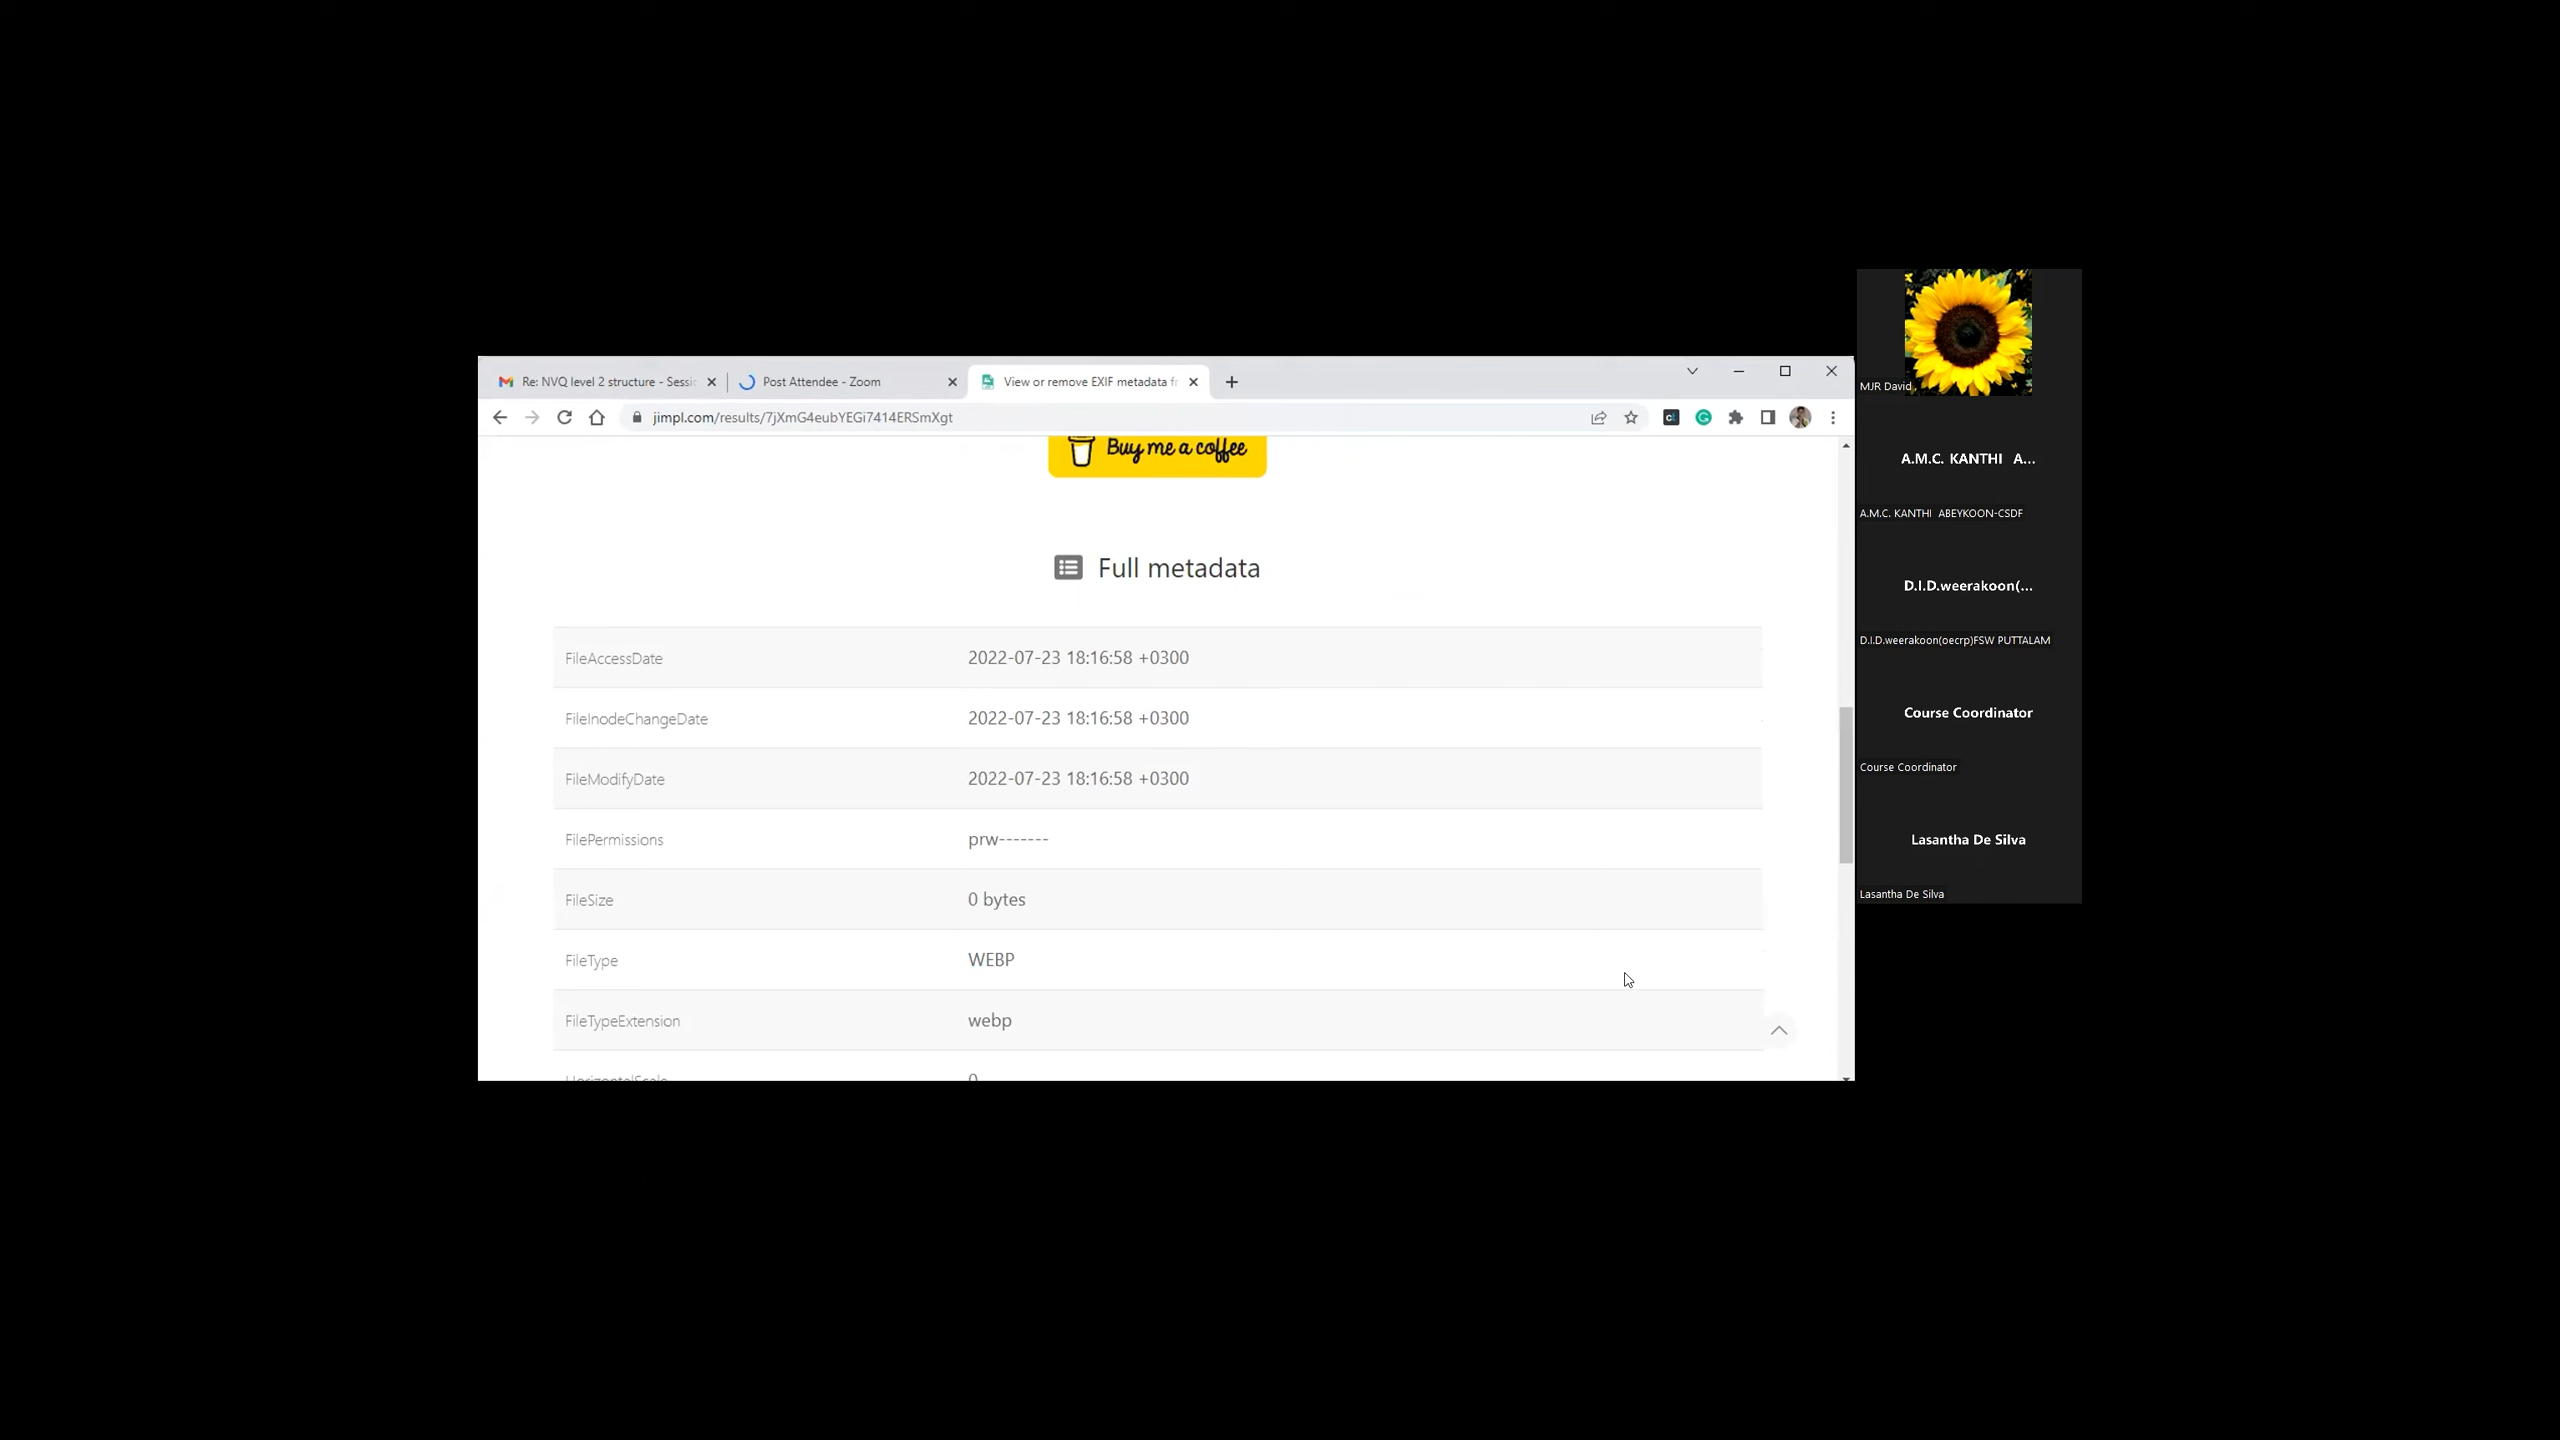 Re: NVQ level 2 structure - Sessi
Post Attendee - Zoom
View or remove EXIF metadata fr
jimpl.com/results/7jXmG4eubYEGi7414ERSmXgt
Buy me a coffee
Full metadata
FileAccessDate 2022-07-23 18:16:58 +0300
FileInodeChangeDate 2022-07-23 18:16:58 +0300
FileModifyDate 2022-07-23 18:16:58 +0300
FilePermissions prw-------
FileSize 0 bytes
FileType WEBP
FileTypeExtension webp
HorizontalScale 0
MJR David
A.M.C. KANTHI A...
A.M.C. KANTHI ABEYKOON-CSDF
D.I.D.weerakoon(...
D.I.D.weerakoon(oecrp)FSW PUTTALAM
Course Coordinator
Course Coordinator
Lasantha De Silva
Lasantha De Silva